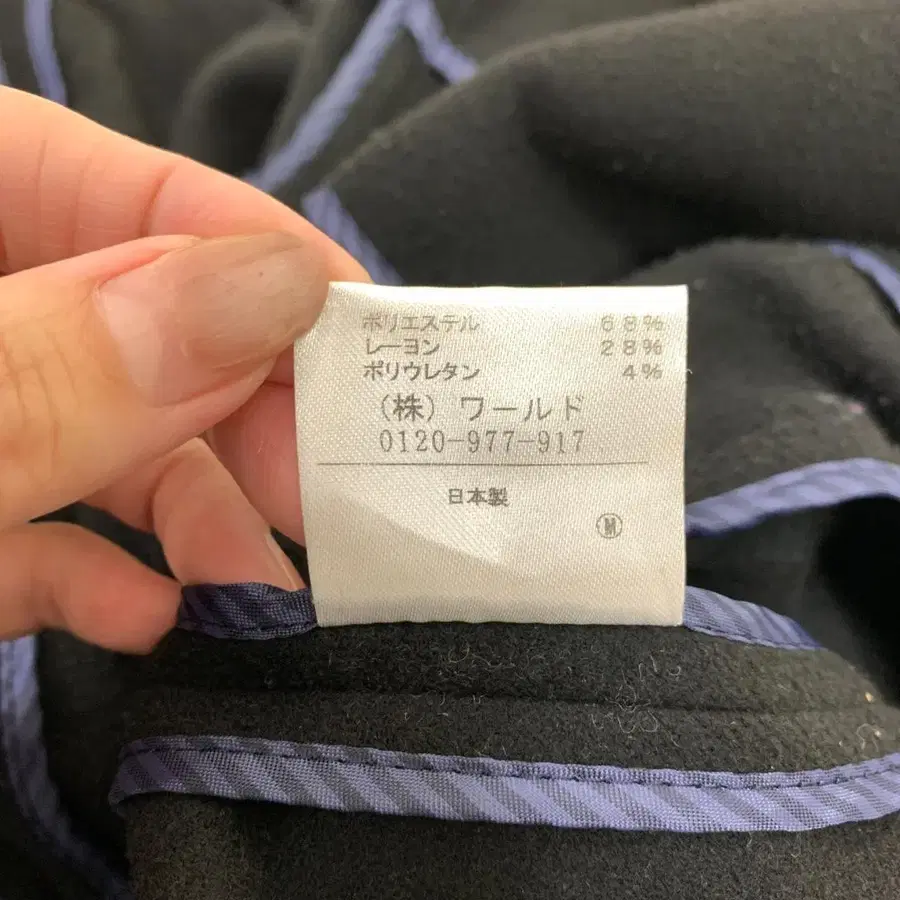 ポリエステル 68%
レーヨン 28%
ポリウレタン 4%
(株) ワールド
0120-977-917
日本製
Ⓜ